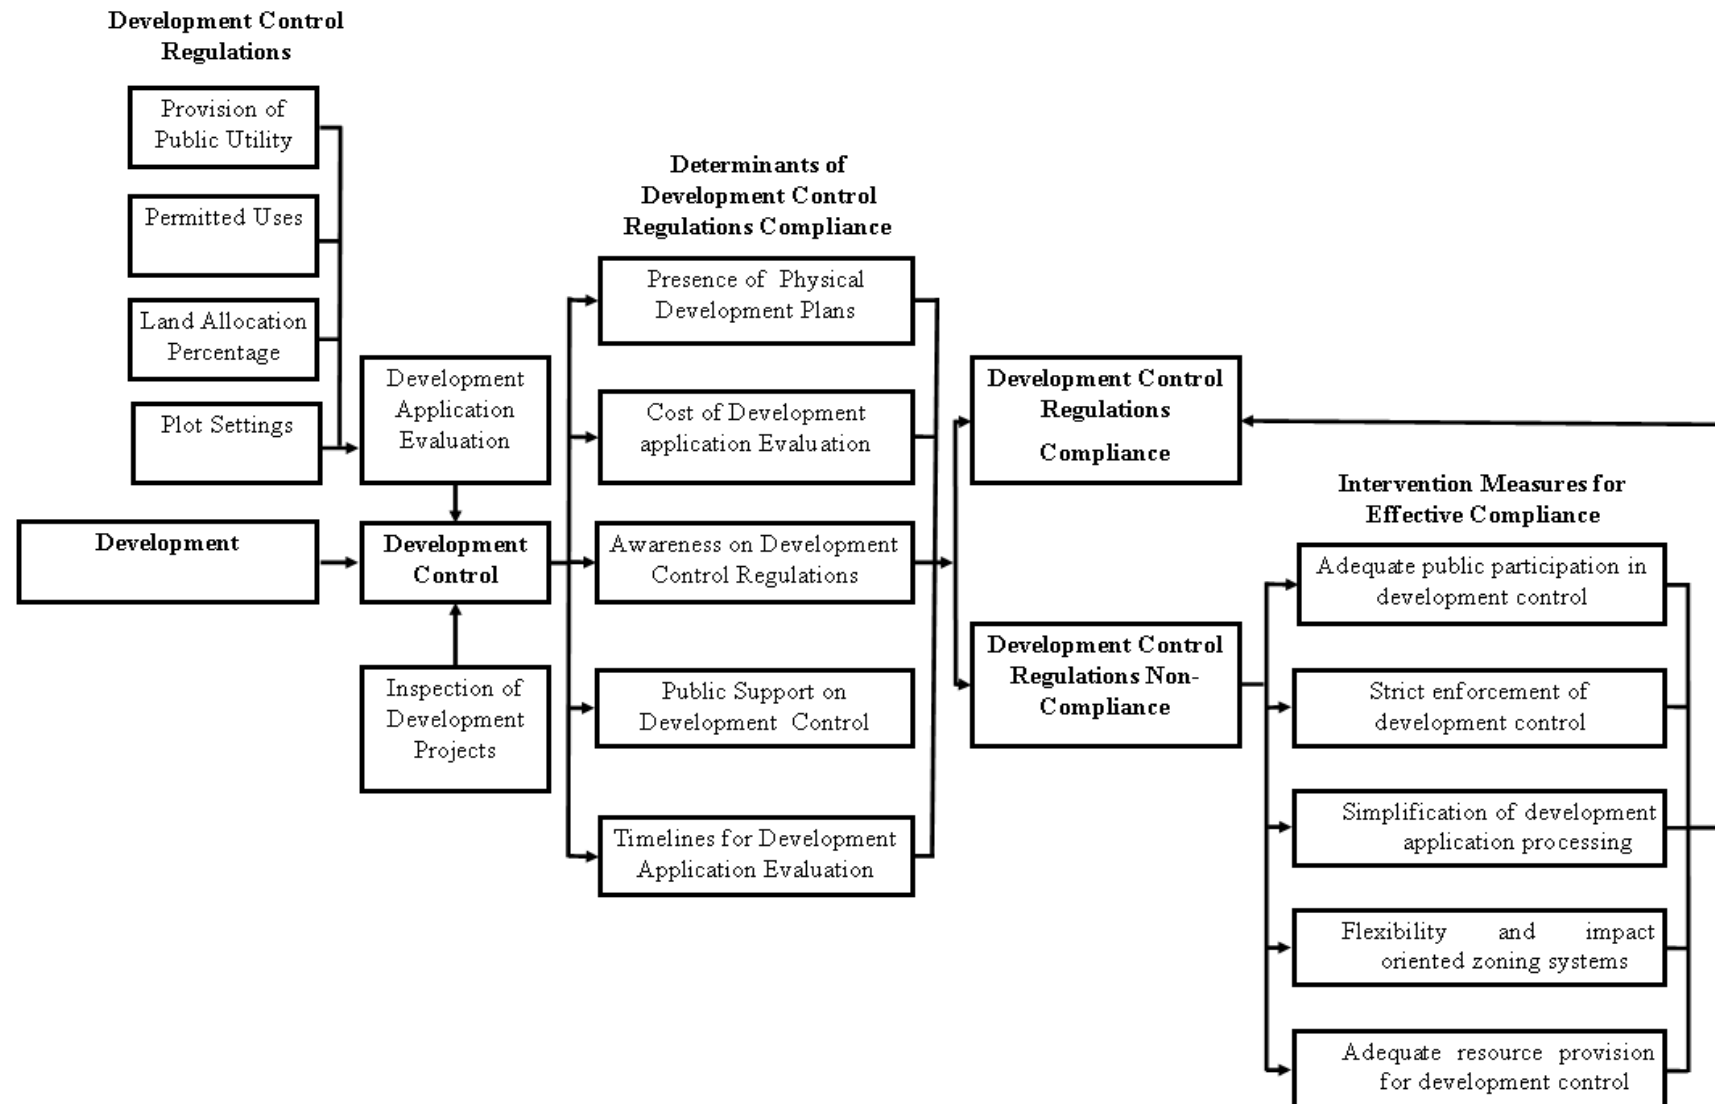 Development Control
Regulations
Provision of
Public Utility
Permitted Uses
Land Allocation
Percentage
Plot Settings
Development
Development
Application
Evaluation
Development
Control
Inspection of
Development
Projects
Determinants of
Development Control
Regulations Compliance
Presence of Physical
Development Plans
Cost of Development
application Evaluation
Awareness on Development
Control Regulations
Public Support on
Development Control
Timelines for Development
Application Evaluation
Development Control
Regulations
Compliance
Development Control
Regulations Non-
Compliance
Intervention Measures for
Effective Compliance
Adequate public participation in
development control
Strict enforcement of
development control
Simplification of development
application processing
Flexibility and impact
oriented zoning systems
Adequate resource provision
for development control